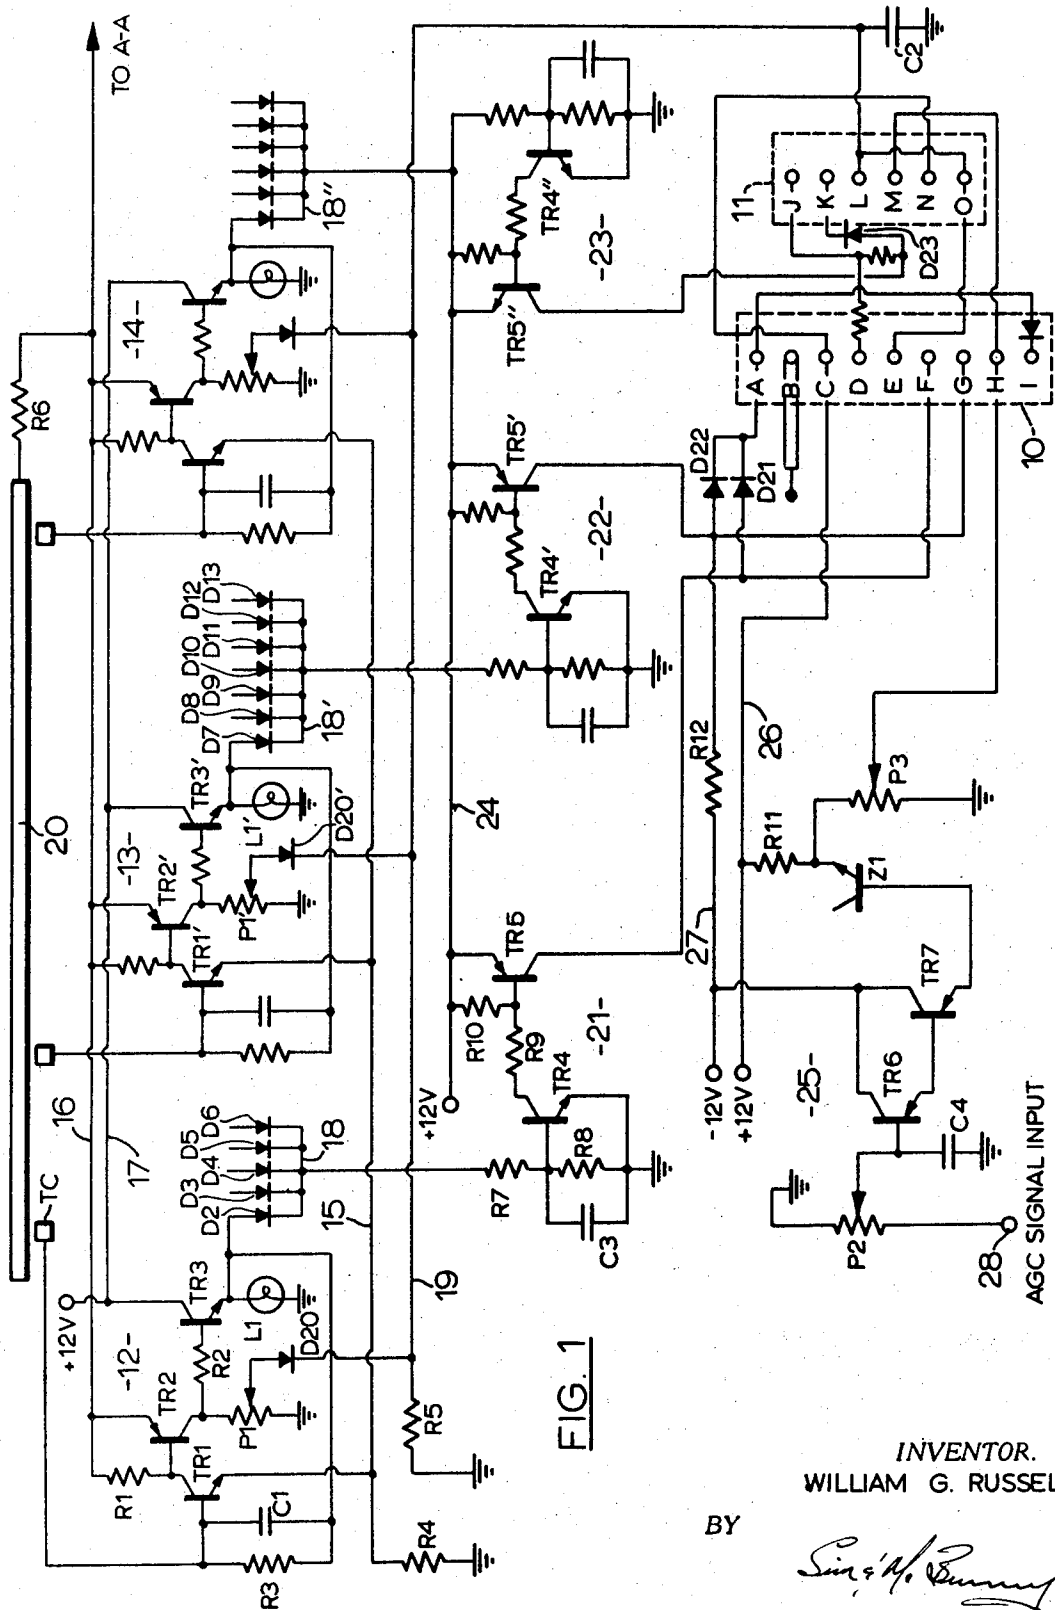 20
TC
TO A-A
R6
16
17
+12V
-12-
-13-
-14-
R1
TR2
TR1
TR3
R2
P1
L1
D20
C1
R3
R4
R5
15
19
D2
D3
D4
D5
D6
18
TR2'
TR1'
TR3'
P1'
L1'
D20'
D7
D8
D9
D10
D11
D12
D13
18'
18"
24
+12V
R10
R9
TR5
TR4
R7
R8
C3
-21-
TR5'
TR4'
-22-
TR5"
TR4"
-23-
C2
-12V
+12V
27
26
R12
R11
D22
D21
D23
10
11
A
B
C
D
E
F
G
H
I
J
K
L
M
N
O
Z1
P3
TR7
TR6
-25-
C4
P2
28
AGC SIGNAL INPUT
FIG. 1
INVENTOR.
WILLIAM G. RUSSEL
BY